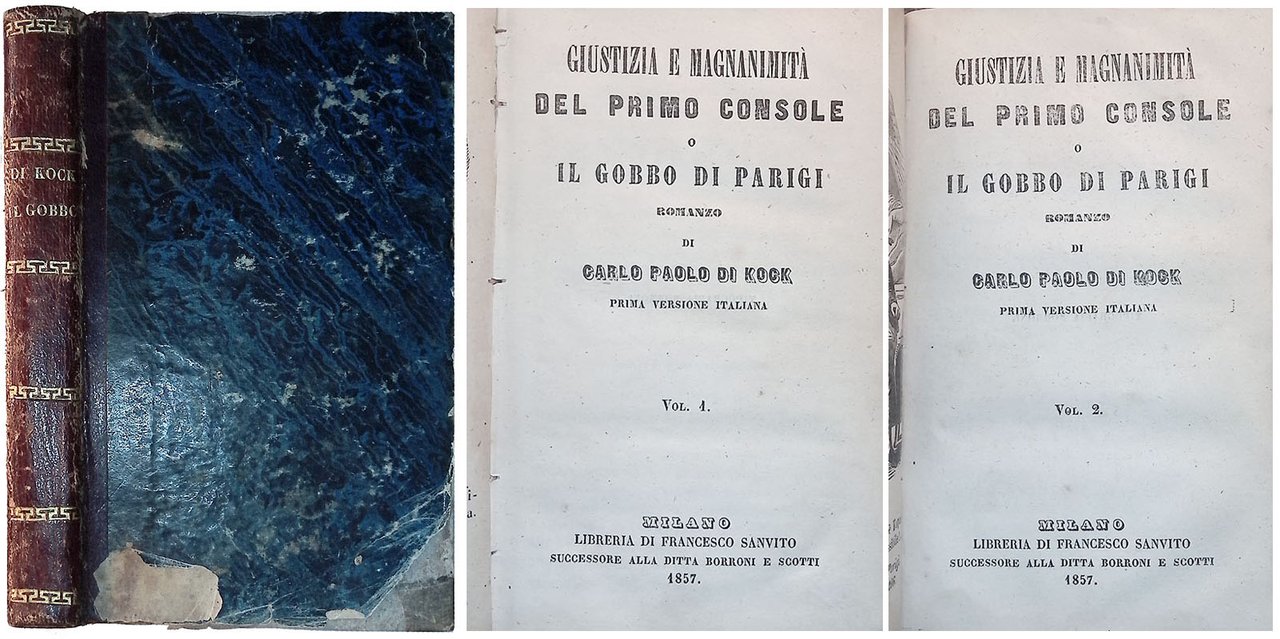 DI KOCK
IL GOBBO
GIUSTIZIA E MAGNANIMITÀ
DEL PRIMO CONSOLE
O
IL GOBBO DI PARIGI
ROMANZO
DI
CARLO PAOLO DI KOCK
PRIMA VERSIONE ITALIANA
VOL. 1.
MILANO
LIBRERIA DI FRANCESCO SANVITO
SUCCESSORE ALLA DITTA BORRONI E SCOTTI
1857.
GIUSTIZIA E MAGNANIMITÀ
DEL PRIMO CONSOLE
O
IL GOBBO DI PARIGI
ROMANZO
DI
CARLO PAOLO DI KOCK
PRIMA VERSIONE ITALIANA
VOL. 2.
MILANO
LIBRERIA DI FRANCESCO SANVITO
SUCCESSORE ALLA DITTA BORRONI E SCOTTI
1857.